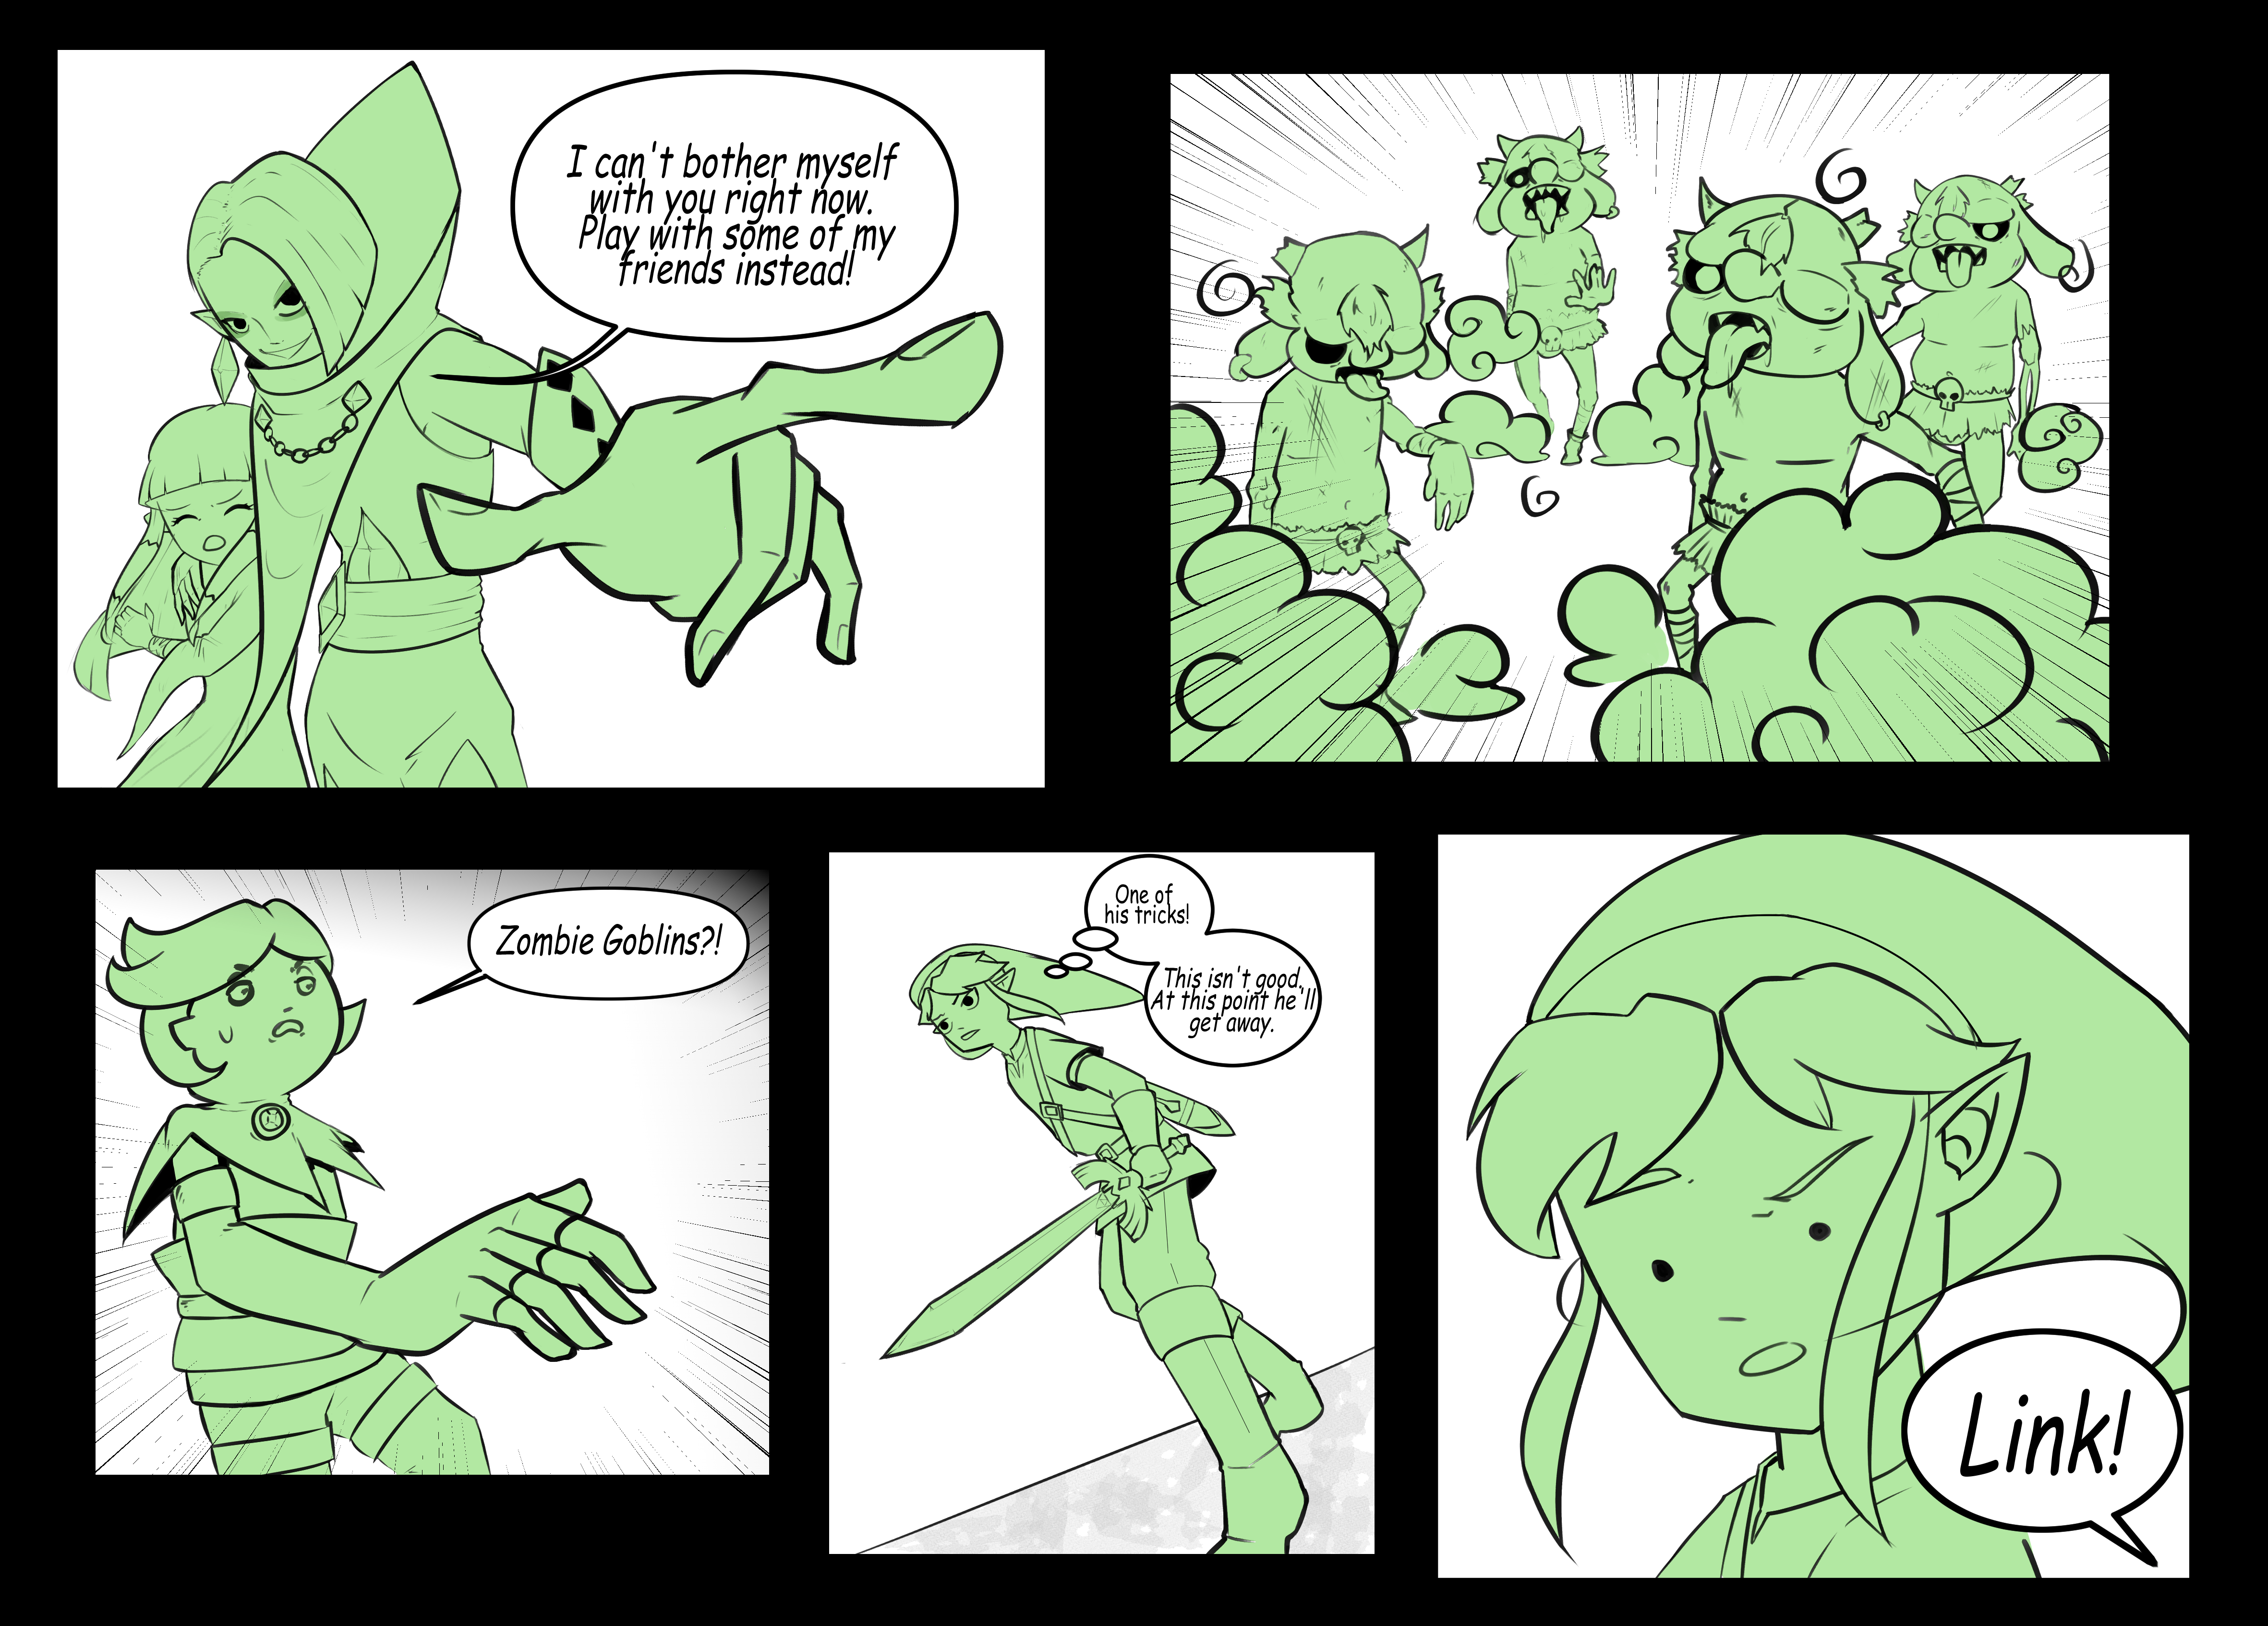 I can't bother myself
with you right now.
Play with some of my
friends instead!
Zombie Goblins?!
One of
his tricks!
This isn't good.
At this point he'll
get away.
Link!